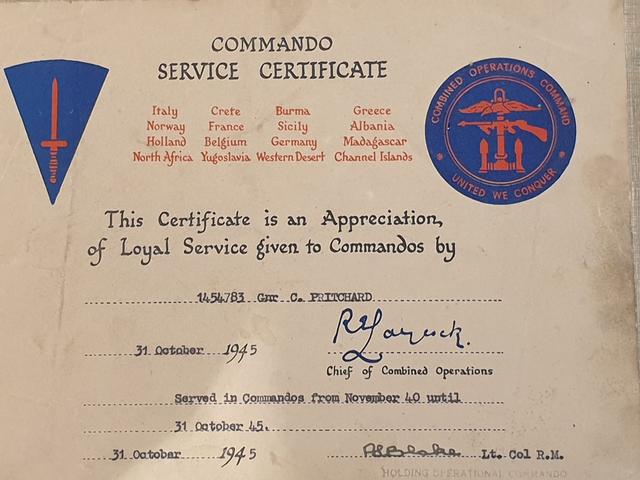 COMMANDO
SERVICE CERTIFICATE
Italy Crete Burma Greece
Norway France Sicily Albania
Holland Belgium Germany Madagascar
North Africa Yugoslavia Western Desert Channel Islands
COMBINED OPERATIONS COMMAND
UNITED WE CONQUER
This Certificate is an Appreciation,
of Loyal Service given to Commandos by
1454783 Gnr C. PRITCHARD
31 October 1945
R E Laycock.
Chief of Combined Operations
Served in Commandos from November 40 until
31 October 45.
31 October 1945 Lt. Col R.M.
HOLDING OPERATIONAL COMMANDO